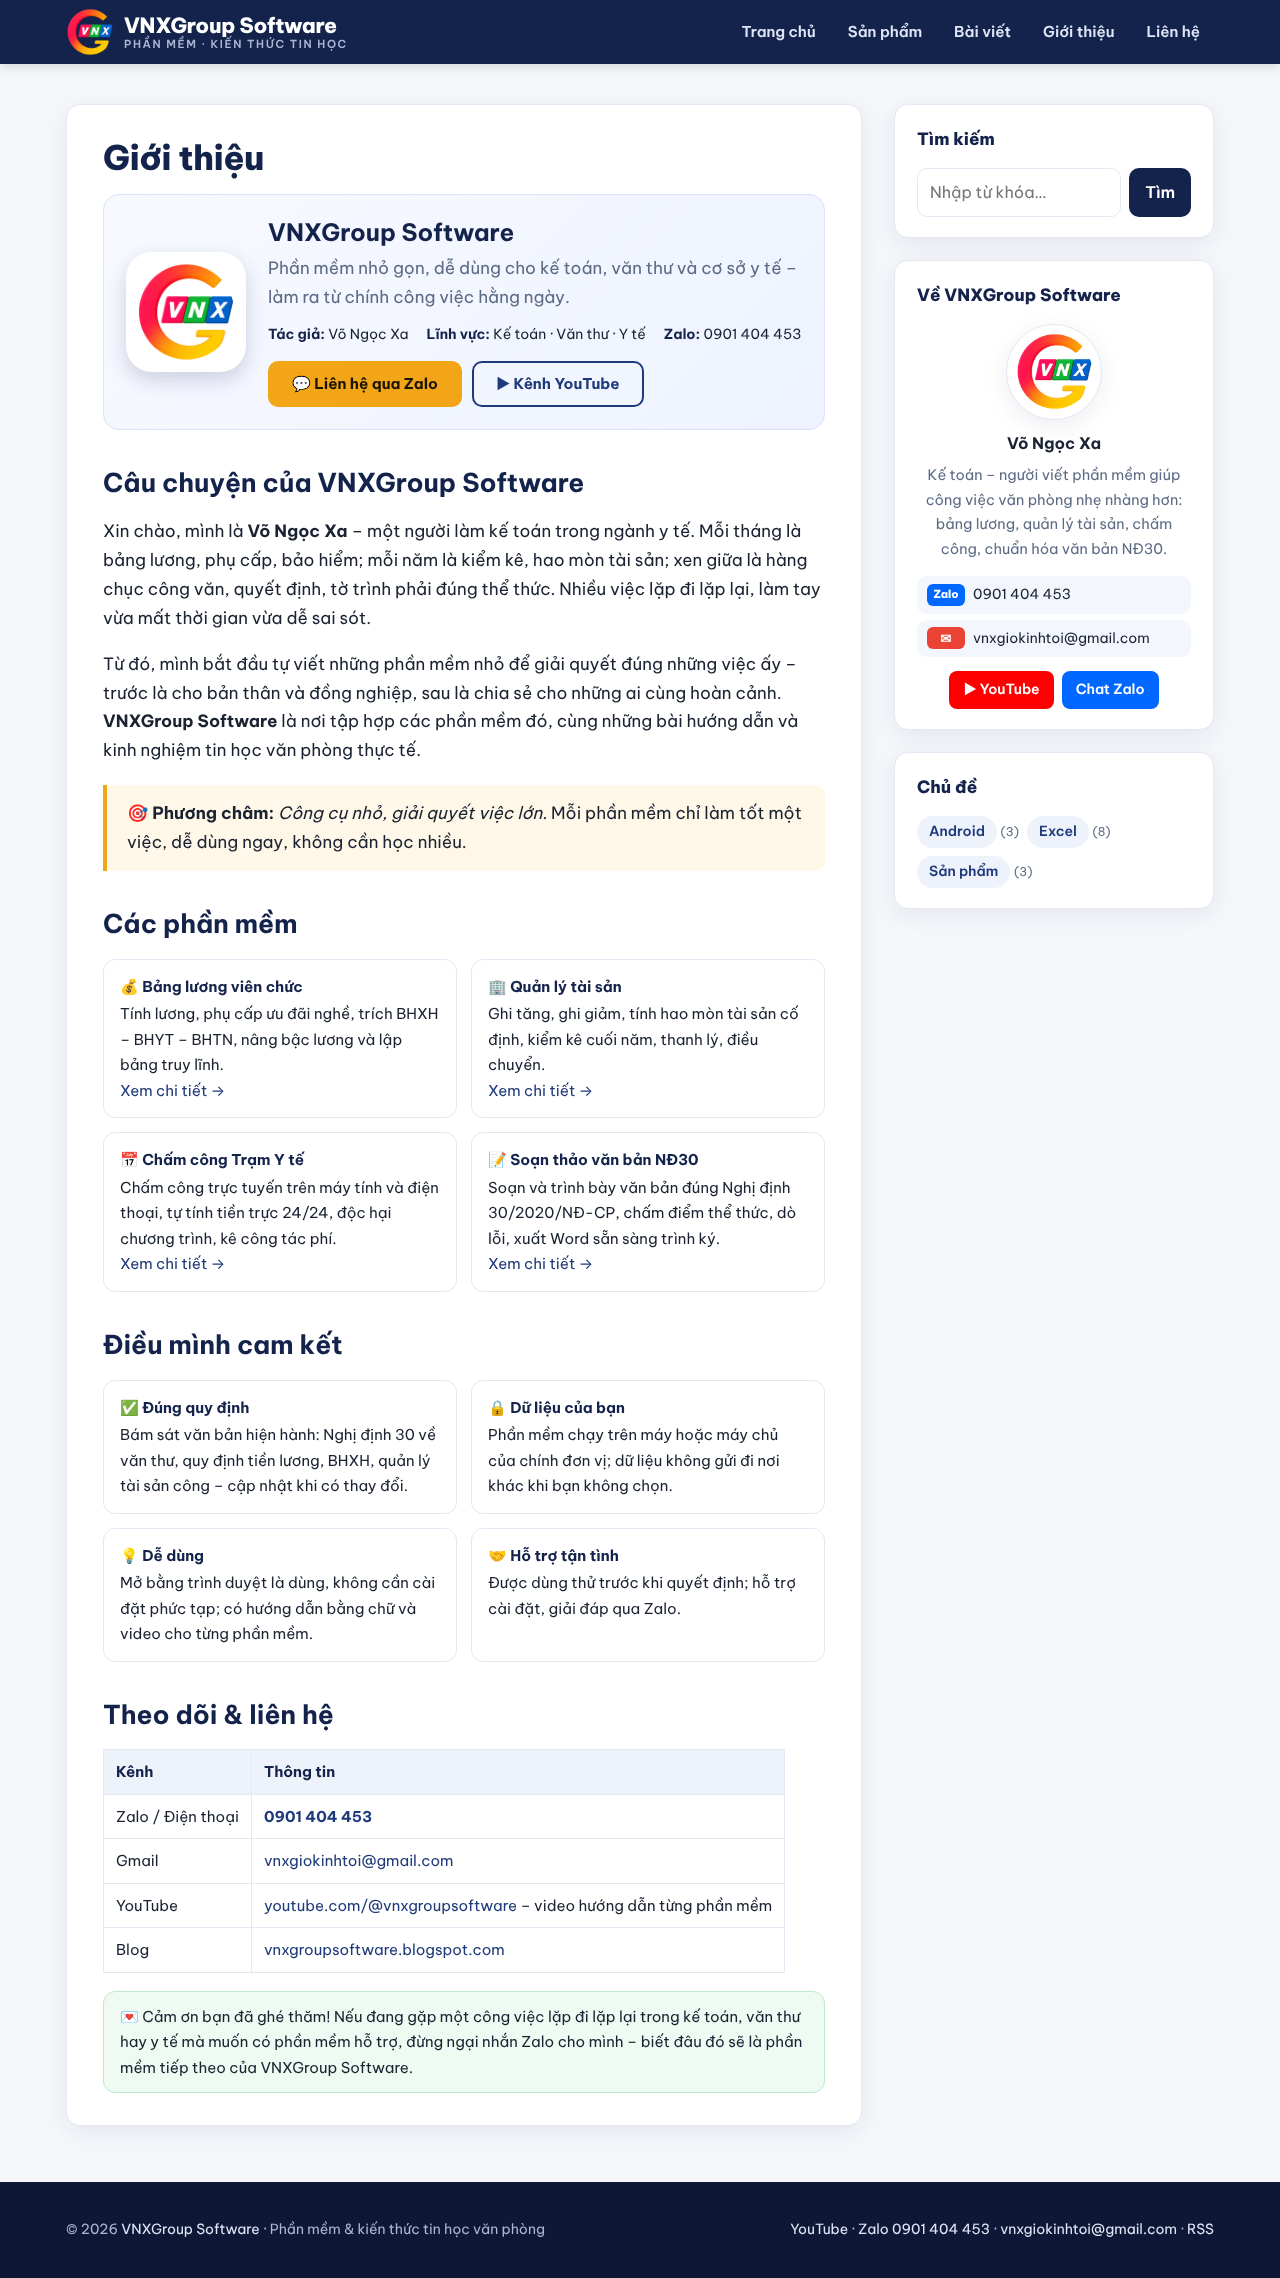 VNX
VNXGroup Software
PHẦN MỀM · KIẾN THỨC TIN HỌC
Trang chủ
Sản phẩm
Bài viết
Giới thiệu
Liên hệ
Giới thiệu
VNX
VNXGroup Software
Phần mềm nhỏ gọn, dễ dùng cho kế toán, văn thư và cơ sở y tế –
làm ra từ chính công việc hằng ngày.
Tác giả: Võ Ngọc Xa Lĩnh vực: Kế toán · Văn thư · Y tế Zalo: 0901 404 453
💬 Liên hệ qua Zalo
▶ Kênh YouTube
Câu chuyện của VNXGroup Software
Xin chào, mình là Võ Ngọc Xa – một người làm kế toán trong ngành y tế. Mỗi tháng là
bảng lương, phụ cấp, bảo hiểm; mỗi năm là kiểm kê, hao mòn tài sản; xen giữa là hàng
chục công văn, quyết định, tờ trình phải đúng thể thức. Nhiều việc lặp đi lặp lại, làm tay
vừa mất thời gian vừa dễ sai sót.
Từ đó, mình bắt đầu tự viết những phần mềm nhỏ để giải quyết đúng những việc ấy –
trước là cho bản thân và đồng nghiệp, sau là chia sẻ cho những ai cùng hoàn cảnh.
VNXGroup Software là nơi tập hợp các phần mềm đó, cùng những bài hướng dẫn và
kinh nghiệm tin học văn phòng thực tế.
🎯 Phương châm: Công cụ nhỏ, giải quyết việc lớn. Mỗi phần mềm chỉ làm tốt một
việc, dễ dùng ngay, không cần học nhiều.
Các phần mềm
💰 Bảng lương viên chức
Tính lương, phụ cấp ưu đãi nghề, trích BHXH
– BHYT – BHTN, nâng bậc lương và lập
bảng truy lĩnh.
Xem chi tiết →
🏢 Quản lý tài sản
Ghi tăng, ghi giảm, tính hao mòn tài sản cố
định, kiểm kê cuối năm, thanh lý, điều
chuyển.
Xem chi tiết →
📅 Chấm công Trạm Y tế
Chấm công trực tuyến trên máy tính và điện
thoại, tự tính tiền trực 24/24, độc hại
chương trình, kê công tác phí.
Xem chi tiết →
📝 Soạn thảo văn bản NĐ30
Soạn và trình bày văn bản đúng Nghị định
30/2020/NĐ-CP, chấm điểm thể thức, dò
lỗi, xuất Word sẵn sàng trình ký.
Xem chi tiết →
Điều mình cam kết
✅ Đúng quy định
Bám sát văn bản hiện hành: Nghị định 30 về
văn thư, quy định tiền lương, BHXH, quản lý
tài sản công – cập nhật khi có thay đổi.
🔒 Dữ liệu của bạn
Phần mềm chạy trên máy hoặc máy chủ
của chính đơn vị; dữ liệu không gửi đi nơi
khác khi bạn không chọn.
💡 Dễ dùng
Mở bằng trình duyệt là dùng, không cần cài
đặt phức tạp; có hướng dẫn bằng chữ và
video cho từng phần mềm.
🤝 Hỗ trợ tận tình
Được dùng thử trước khi quyết định; hỗ trợ
cài đặt, giải đáp qua Zalo.
Theo dõi & liên hệ
Kênh Thông tin
Zalo / Điện thoại 0901 404 453
Gmail vnxgiokinhtoi@gmail.com
YouTube youtube.com/@vnxgroupsoftware – video hướng dẫn từng phần mềm
Blog vnxgroupsoftware.blogspot.com
💌 Cảm ơn bạn đã ghé thăm! Nếu đang gặp một công việc lặp đi lặp lại trong kế toán, văn thư
hay y tế mà muốn có phần mềm hỗ trợ, đừng ngại nhắn Zalo cho mình – biết đâu đó sẽ là phần
mềm tiếp theo của VNXGroup Software.
Tìm kiếm
Nhập từ khóa...
Tìm
Về VNXGroup Software
VNX
Võ Ngọc Xa
Kế toán – người viết phần mềm giúp
công việc văn phòng nhẹ nhàng hơn:
bảng lương, quản lý tài sản, chấm
công, chuẩn hóa văn bản NĐ30.
Zalo 0901 404 453
✉ vnxgiokinhtoi@gmail.com
▶ YouTube
Chat Zalo
Chủ đề
Android (3) Excel (8)
Sản phẩm (3)
© 2026 VNXGroup Software · Phần mềm & kiến thức tin học văn phòng
YouTube · Zalo 0901 404 453 · vnxgiokinhtoi@gmail.com · RSS